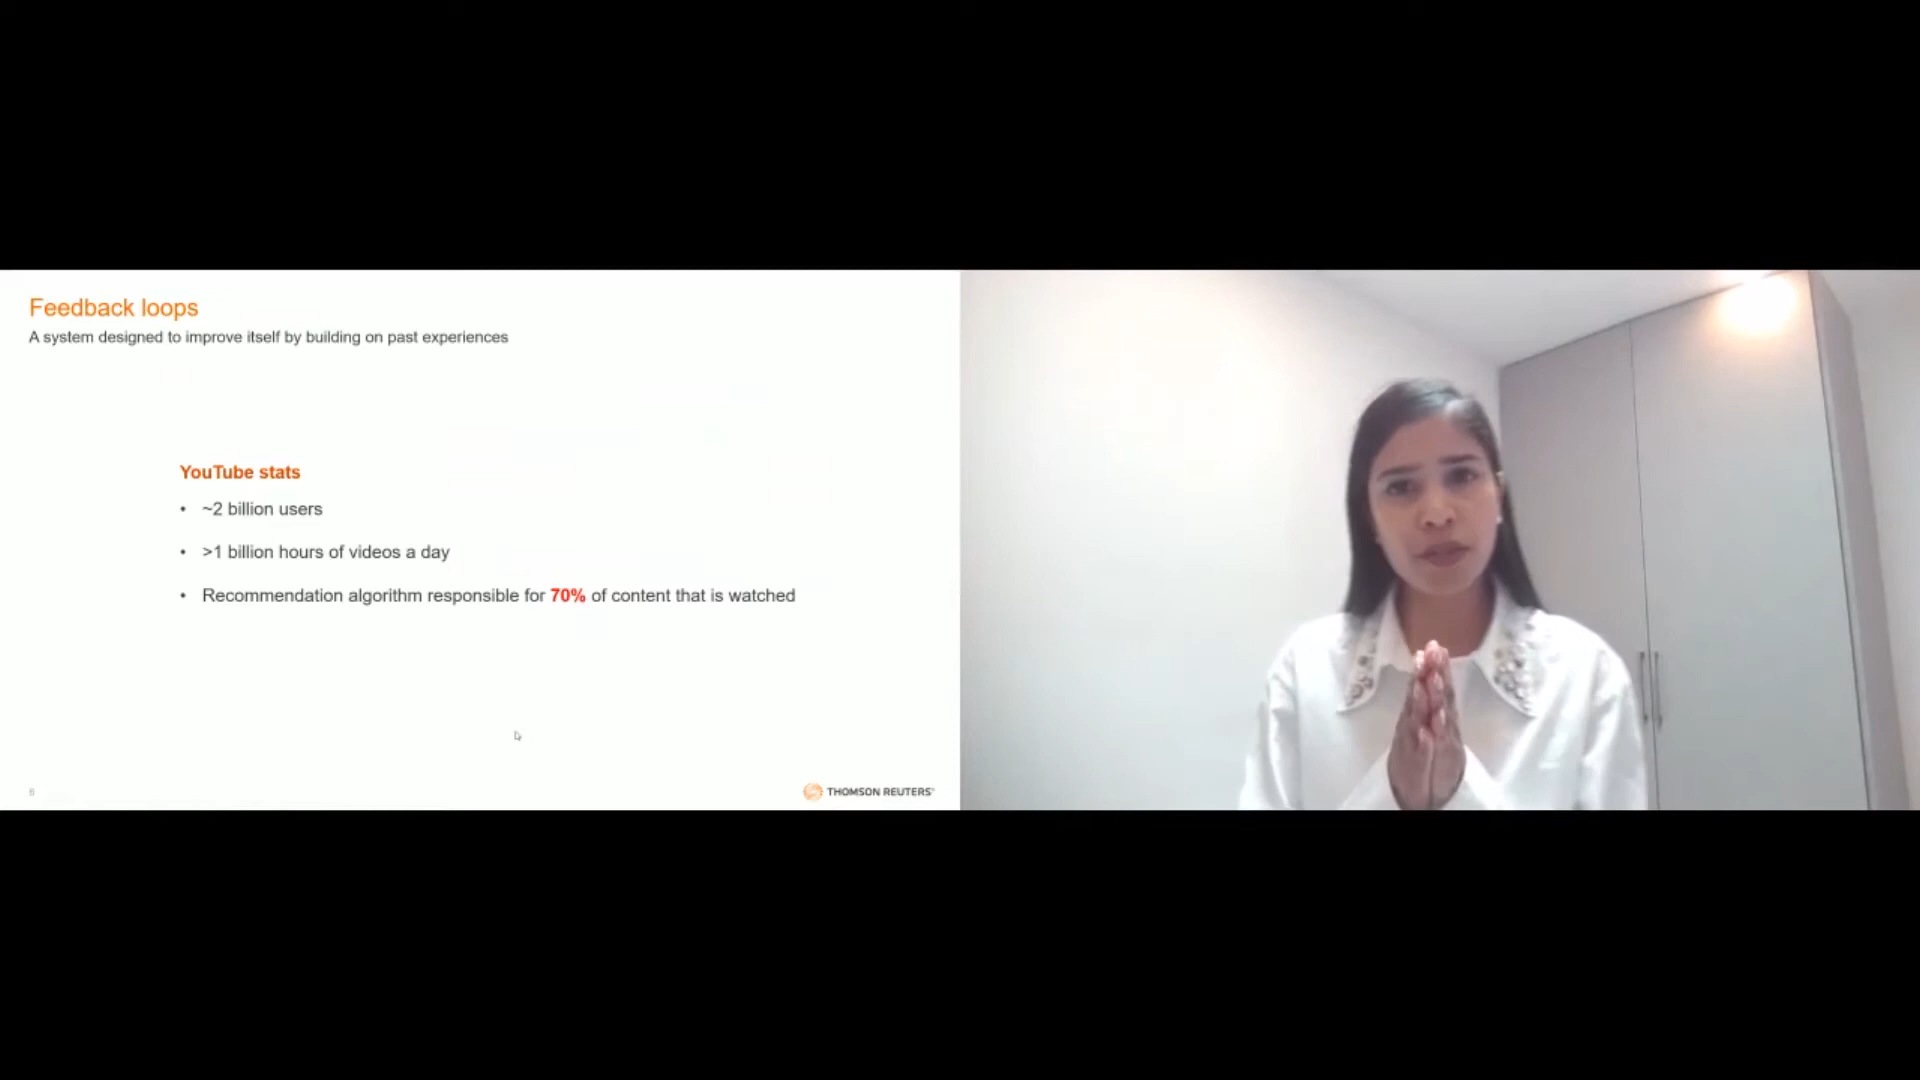 Feedback loops
A system designed to improve itself by building on past experiences
YouTube stats
• ~2 billion users
• >1 billion hours of videos a day
• Recommendation algorithm responsible for 70% of content that is watched
6
THOMSON REUTERS®